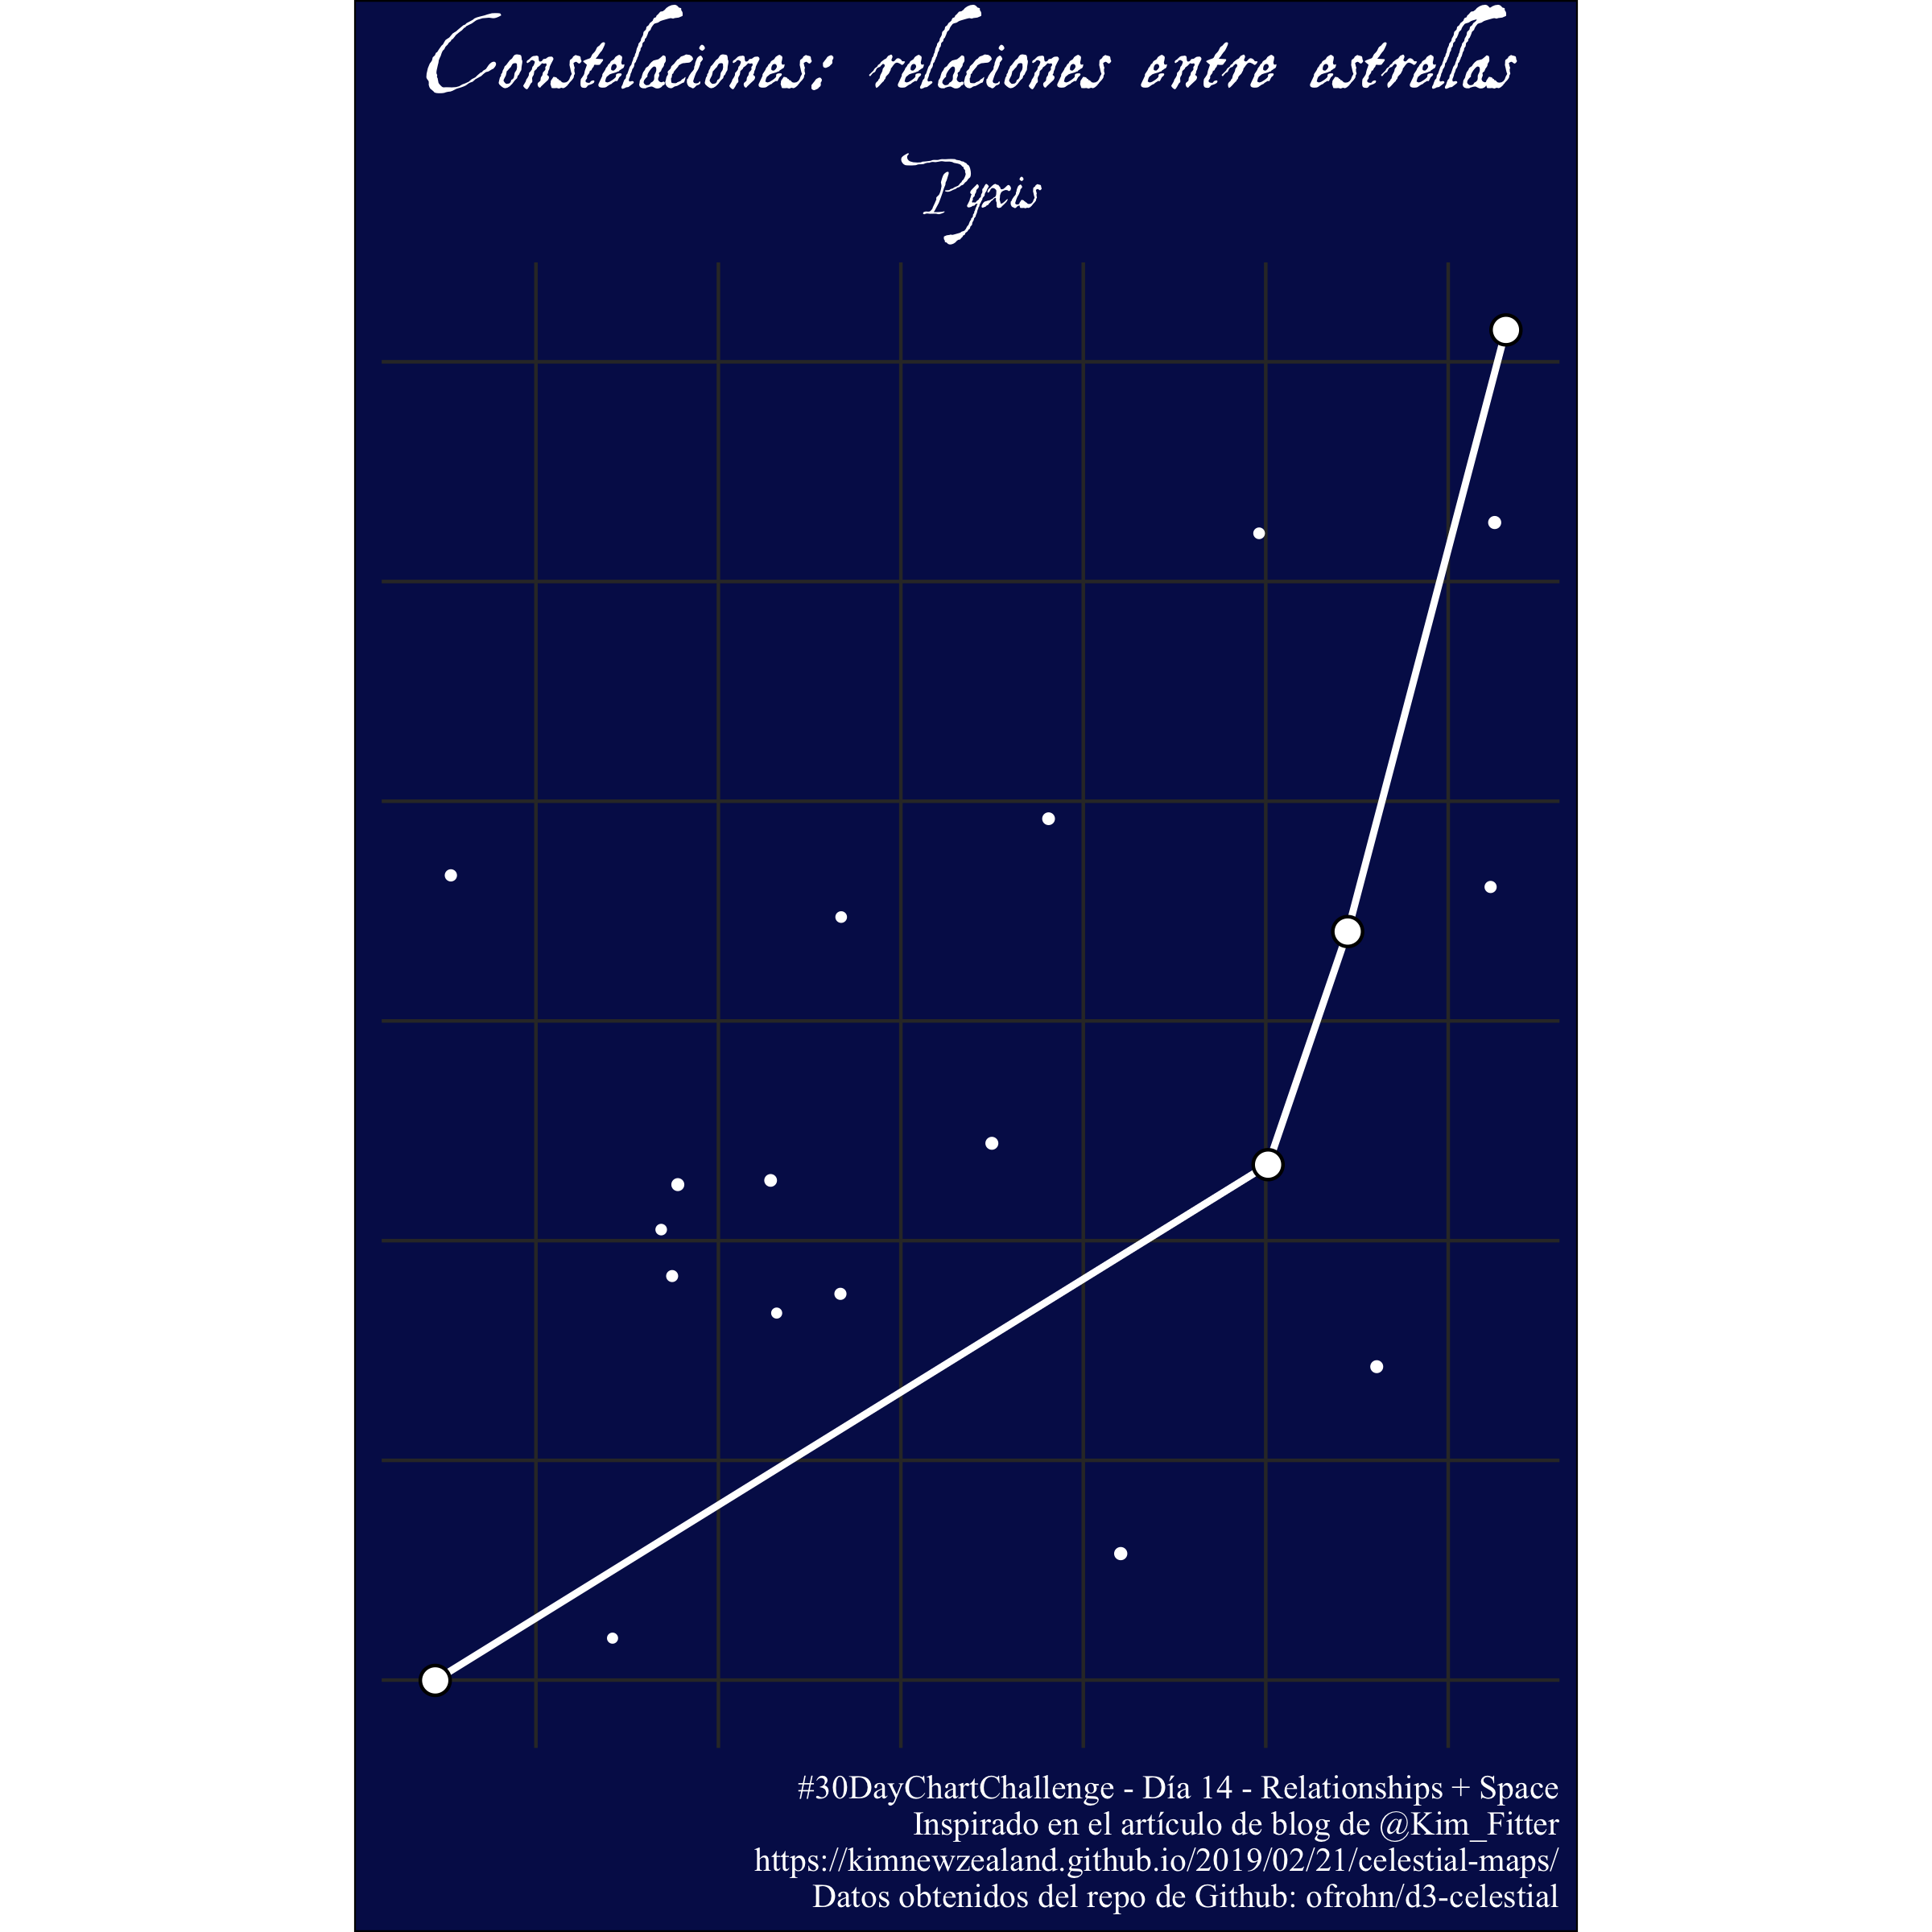 Constelaciones: relaciones entre estrellas
Pyxis
#30DayChartChallenge - Día 14 - Relationships + Space
Inspirado en el artículo de blog de @Kim_Fitter
https://kimnewzealand.github.io/2019/02/21/celestial-maps/
Datos obtenidos del repo de Github: ofrohn/d3-celestial